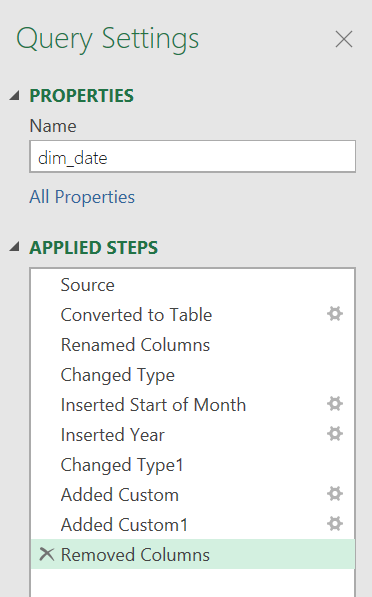 Query Settings
PROPERTIES
Name
dim_date
All Properties
APPLIED STEPS
Source
Converted to Table
Renamed Columns
Changed Type
Inserted Start of Month
Inserted Year
Changed Type1
Added Custom
Added Custom1
Removed Columns